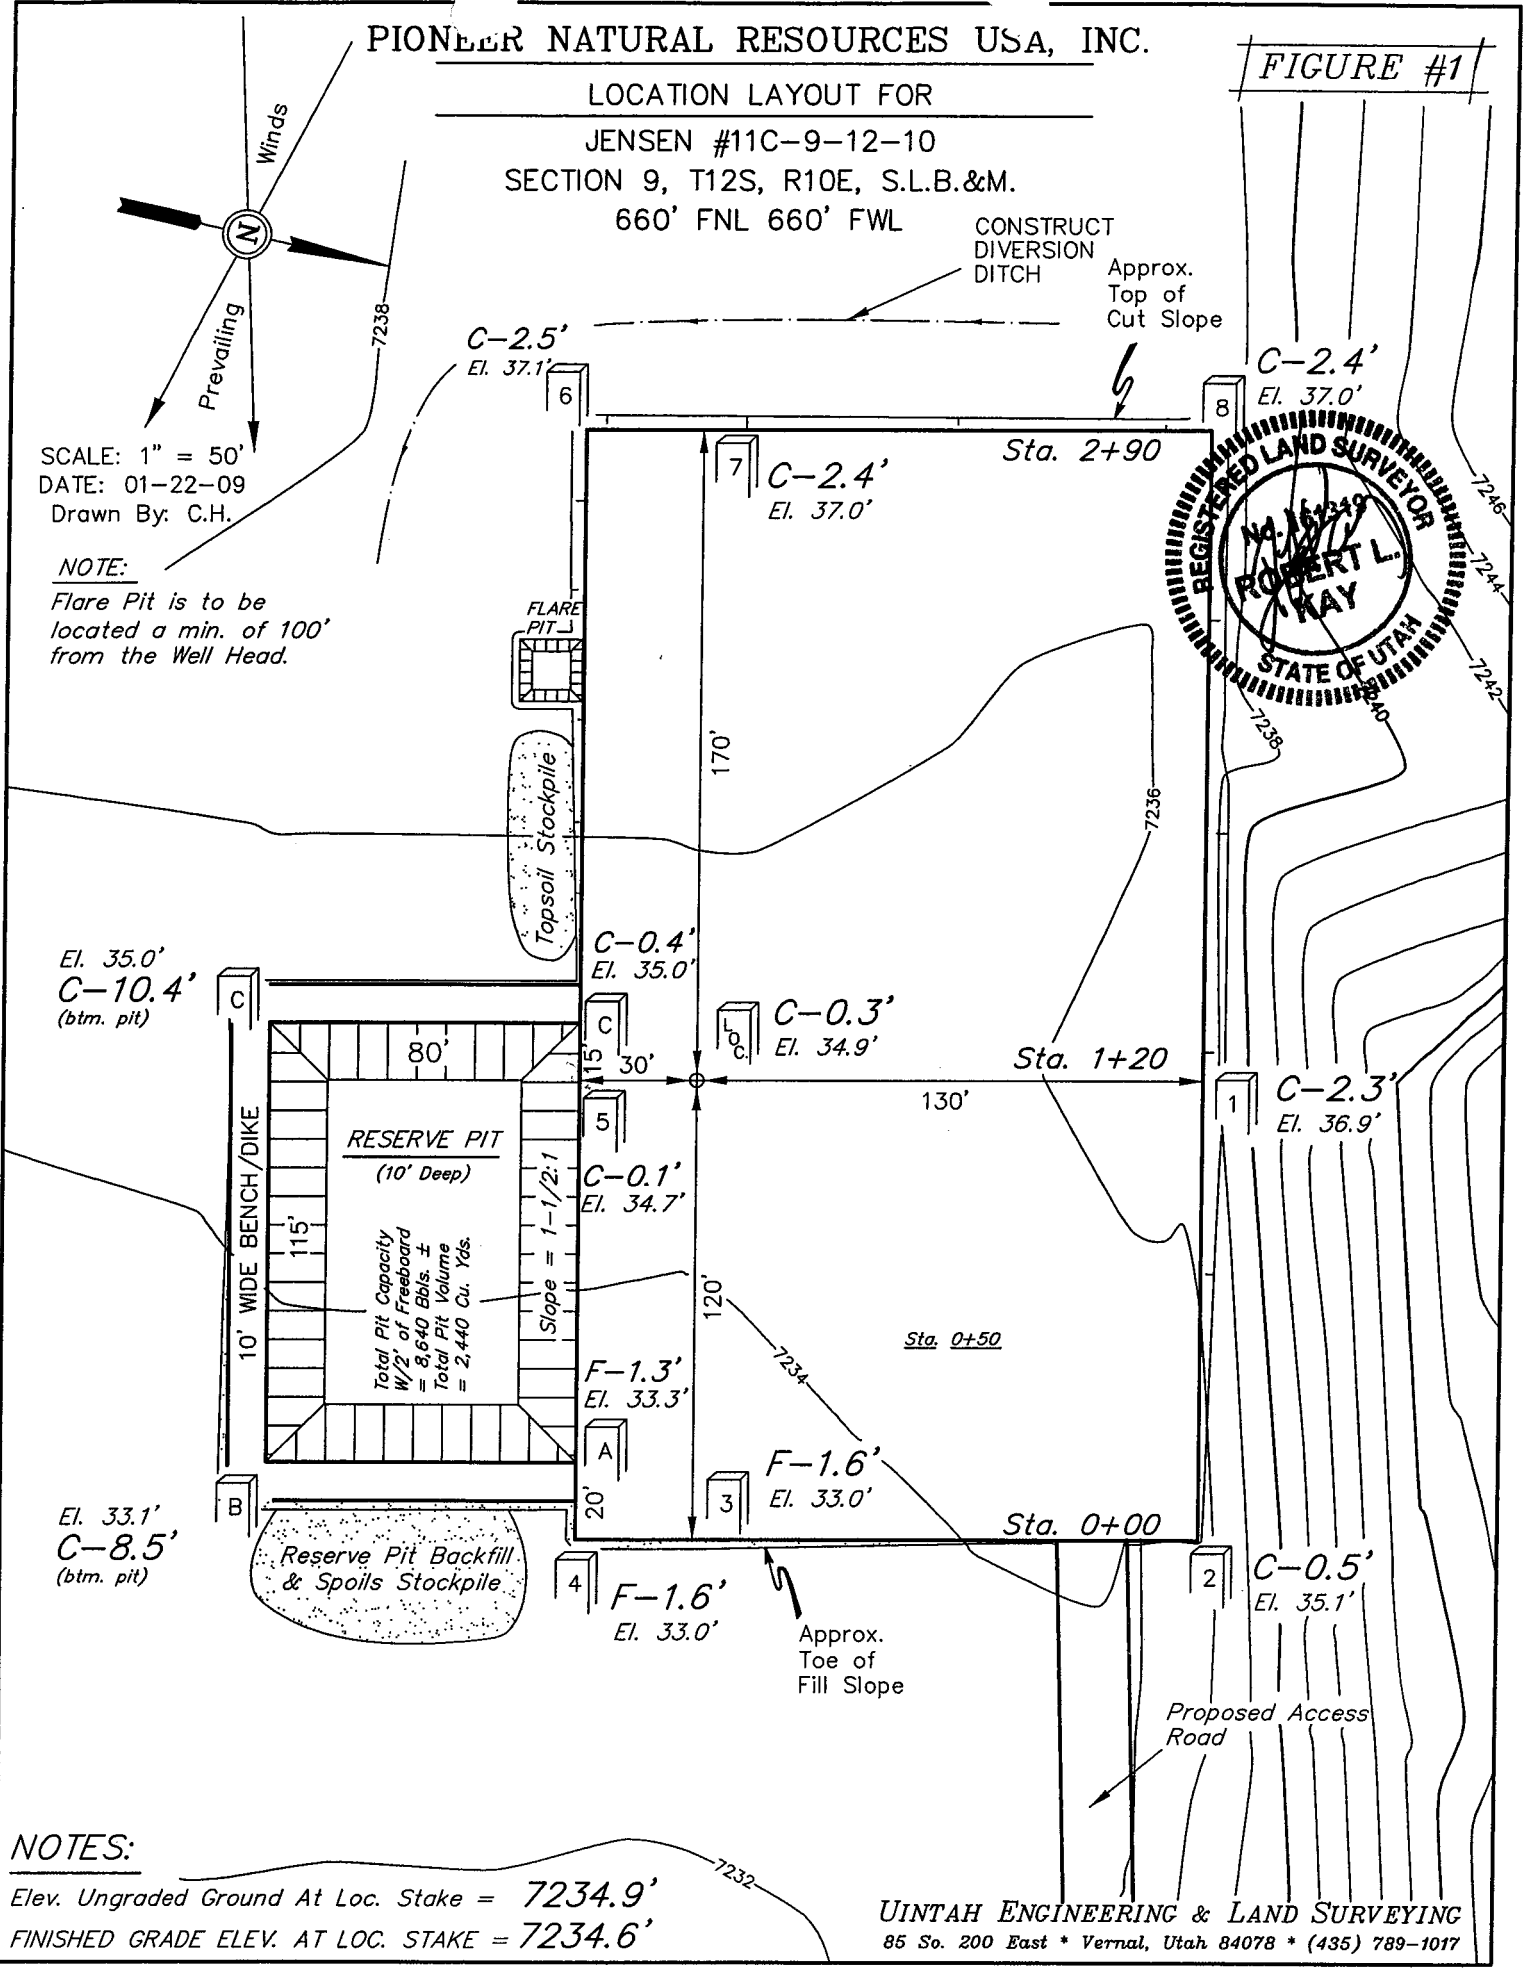 PIONEER NATURAL RESOURCES USA, INC.
FIGURE #1
LOCATION LAYOUT FOR
JENSEN #11C-9-12-10
SECTION 9, T12S, R10E, S.L.B.&M.
660' FNL 660' FWL
Winds
N
Prevailing
SCALE: 1" = 50'
DATE: 01-22-09
Drawn By: C.H.
NOTE:
Flare Pit is to be
located a min. of 100'
from the Well Head.
7238
CONSTRUCT
DIVERSION
DITCH
Approx.
Top of
Cut Slope
C-2.5'
El. 37.1'
6
C-2.4'
El. 37.0'
8
7
C-2.4'
El. 37.0'
Sta. 2+90
REGISTERED LAND SURVEYOR
No. 161319
ROBERT L.
KAY
STATE OF UTAH
7246
7244
7242
7240
7238
7236
FLARE
PIT
170'
Topsoil Stockpile
El. 35.0'
C-10.4'
(btm. pit)
C
C-0.4'
El. 35.0'
C
LOC.
C-0.3'
El. 34.9'
80'
15'
30'
Sta. 1+20
130'
1
C-2.3'
El. 36.9'
5
C-0.1'
El. 34.7'
10' WIDE BENCH/DIKE
115'
RESERVE PIT
(10' Deep)
Total Pit Capacity
W/2' of Freeboard
= 8,640 Bbls. ±
Total Pit Volume
= 2,440 Cu. Yds.
Slope = 1-1/2:1
120'
Sta. 0+50
7234
F-1.3'
El. 33.3'
A
20'
B
El. 33.1'
C-8.5'
(btm. pit)
3
F-1.6'
El. 33.0'
Sta. 0+00
Reserve Pit Backfill
& Spoils Stockpile
4
F-1.6'
El. 33.0'
2
C-0.5'
El. 35.1'
Approx.
Toe of
Fill Slope
Proposed Access
Road
7232
NOTES:
Elev. Ungraded Ground At Loc. Stake = 7234.9'
FINISHED GRADE ELEV. AT LOC. STAKE = 7234.6'
UINTAH ENGINEERING & LAND SURVEYING
85 So. 200 East * Vernal, Utah 84078 * (435) 789-1017